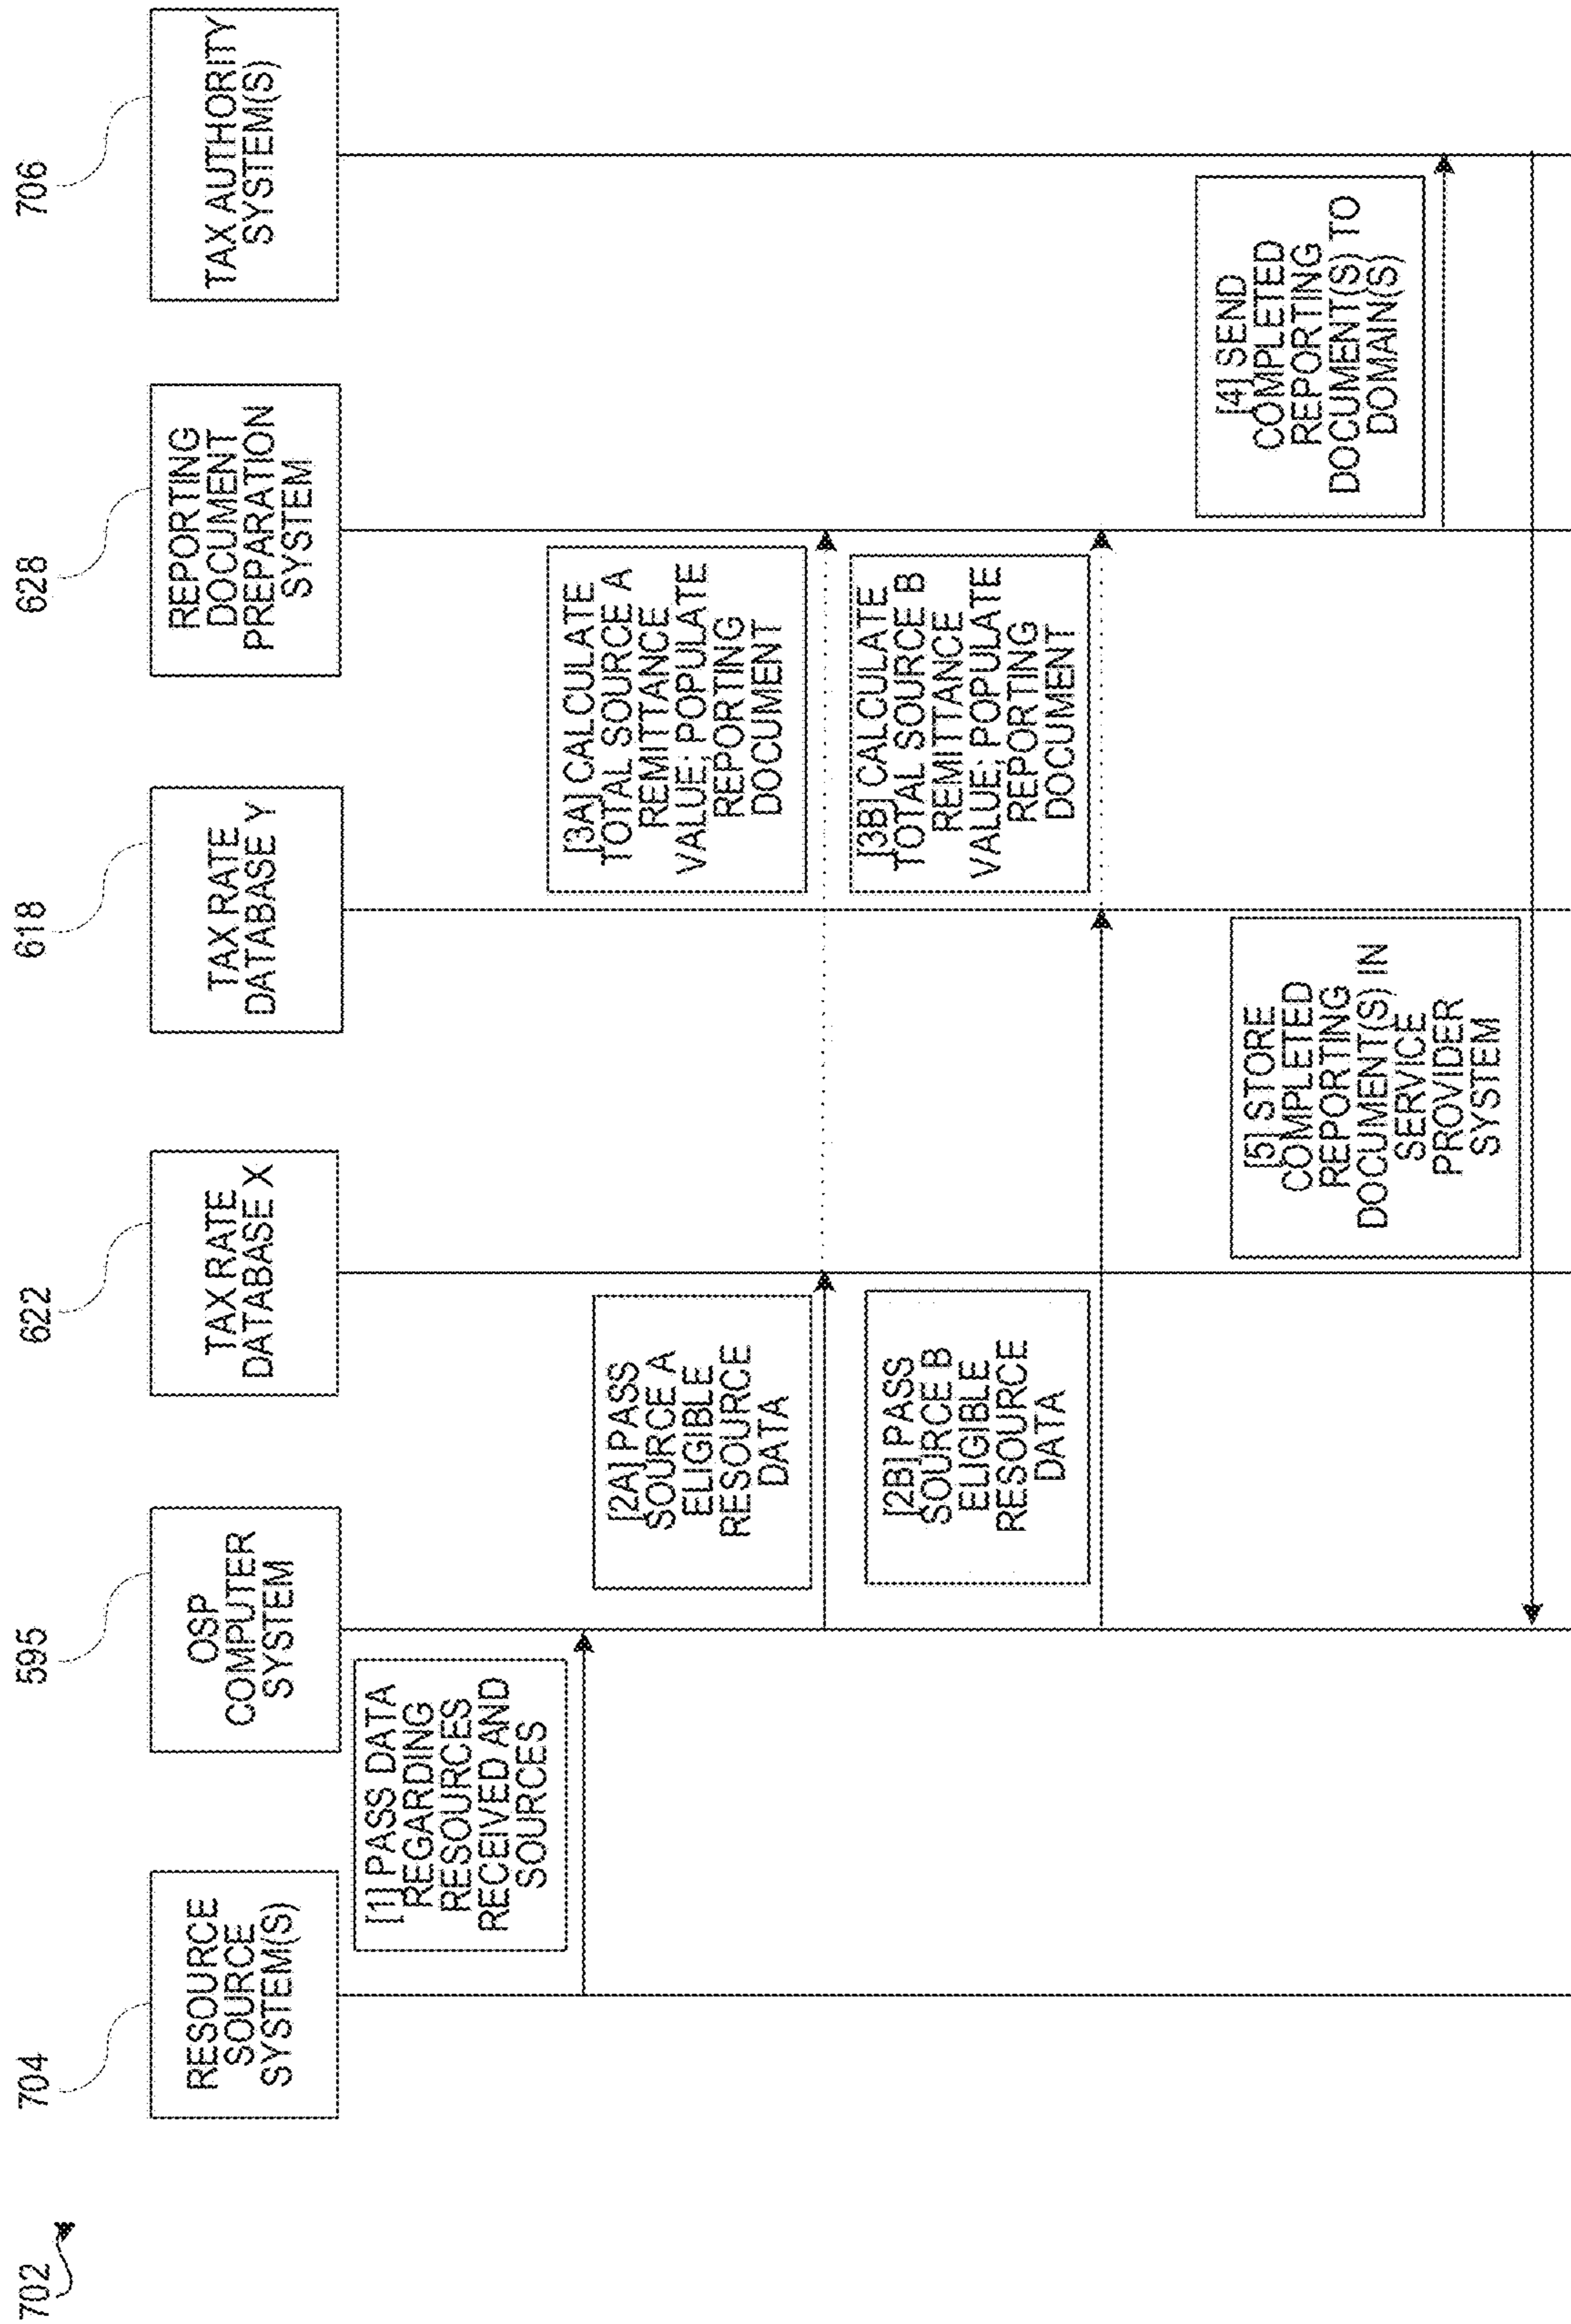 702
704
595
622
618
628
706
RESOURCE
SOURCE
SYSTEM(S)
OSP
COMPUTER
SYSTEM
TAX RATE
DATABASE X
TAX RATE
DATABASE Y
REPORTING
DOCUMENT
PREPARATION
SYSTEM
TAX AUTHORITY
SYSTEM(S)
[1] PASS DATA
REGARDING
RESOURCES
RECEIVED AND
SOURCES
[2A] PASS
SOURCE A
ELIGIBLE
RESOURCE
DATA
[3A] CALCULATE
TOTAL SOURCE A
REMITTANCE
VALUE; POPULATE
REPORTING
DOCUMENT
[2B] PASS
SOURCE B
ELIGIBLE
RESOURCE
DATA
[3B] CALCULATE
TOTAL SOURCE B
REMITTANCE
VALUE; POPULATE
REPORTING
DOCUMENT
[4] SEND
COMPLETED
REPORTING
DOCUMENT(S) TO
DOMAIN(S)
[5] STORE
COMPLETED
REPORTING
DOCUMENT(S) IN
SERVICE
PROVIDER
SYSTEM